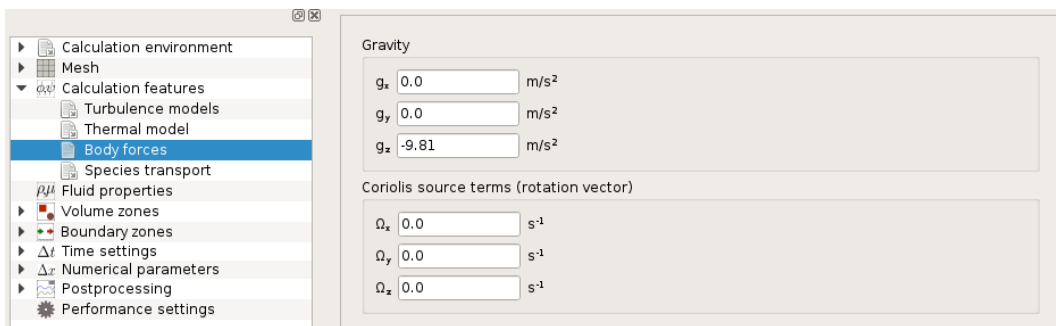 Calculation environment
Mesh
φ,ψ Calculation features
Turbulence models
Thermal model
Body forces
Species transport
ρ,μ Fluid properties
Volume zones
Boundary zones
Δt Time settings
Δx Numerical parameters
Postprocessing
Performance settings
Gravity
gₓ 0.0 m/s²
gᵧ 0.0 m/s²
g_z -9.81 m/s²
Coriolis source terms (rotation vector)
Ωₓ 0.0 s⁻¹
Ωᵧ 0.0 s⁻¹
Ω_z 0.0 s⁻¹